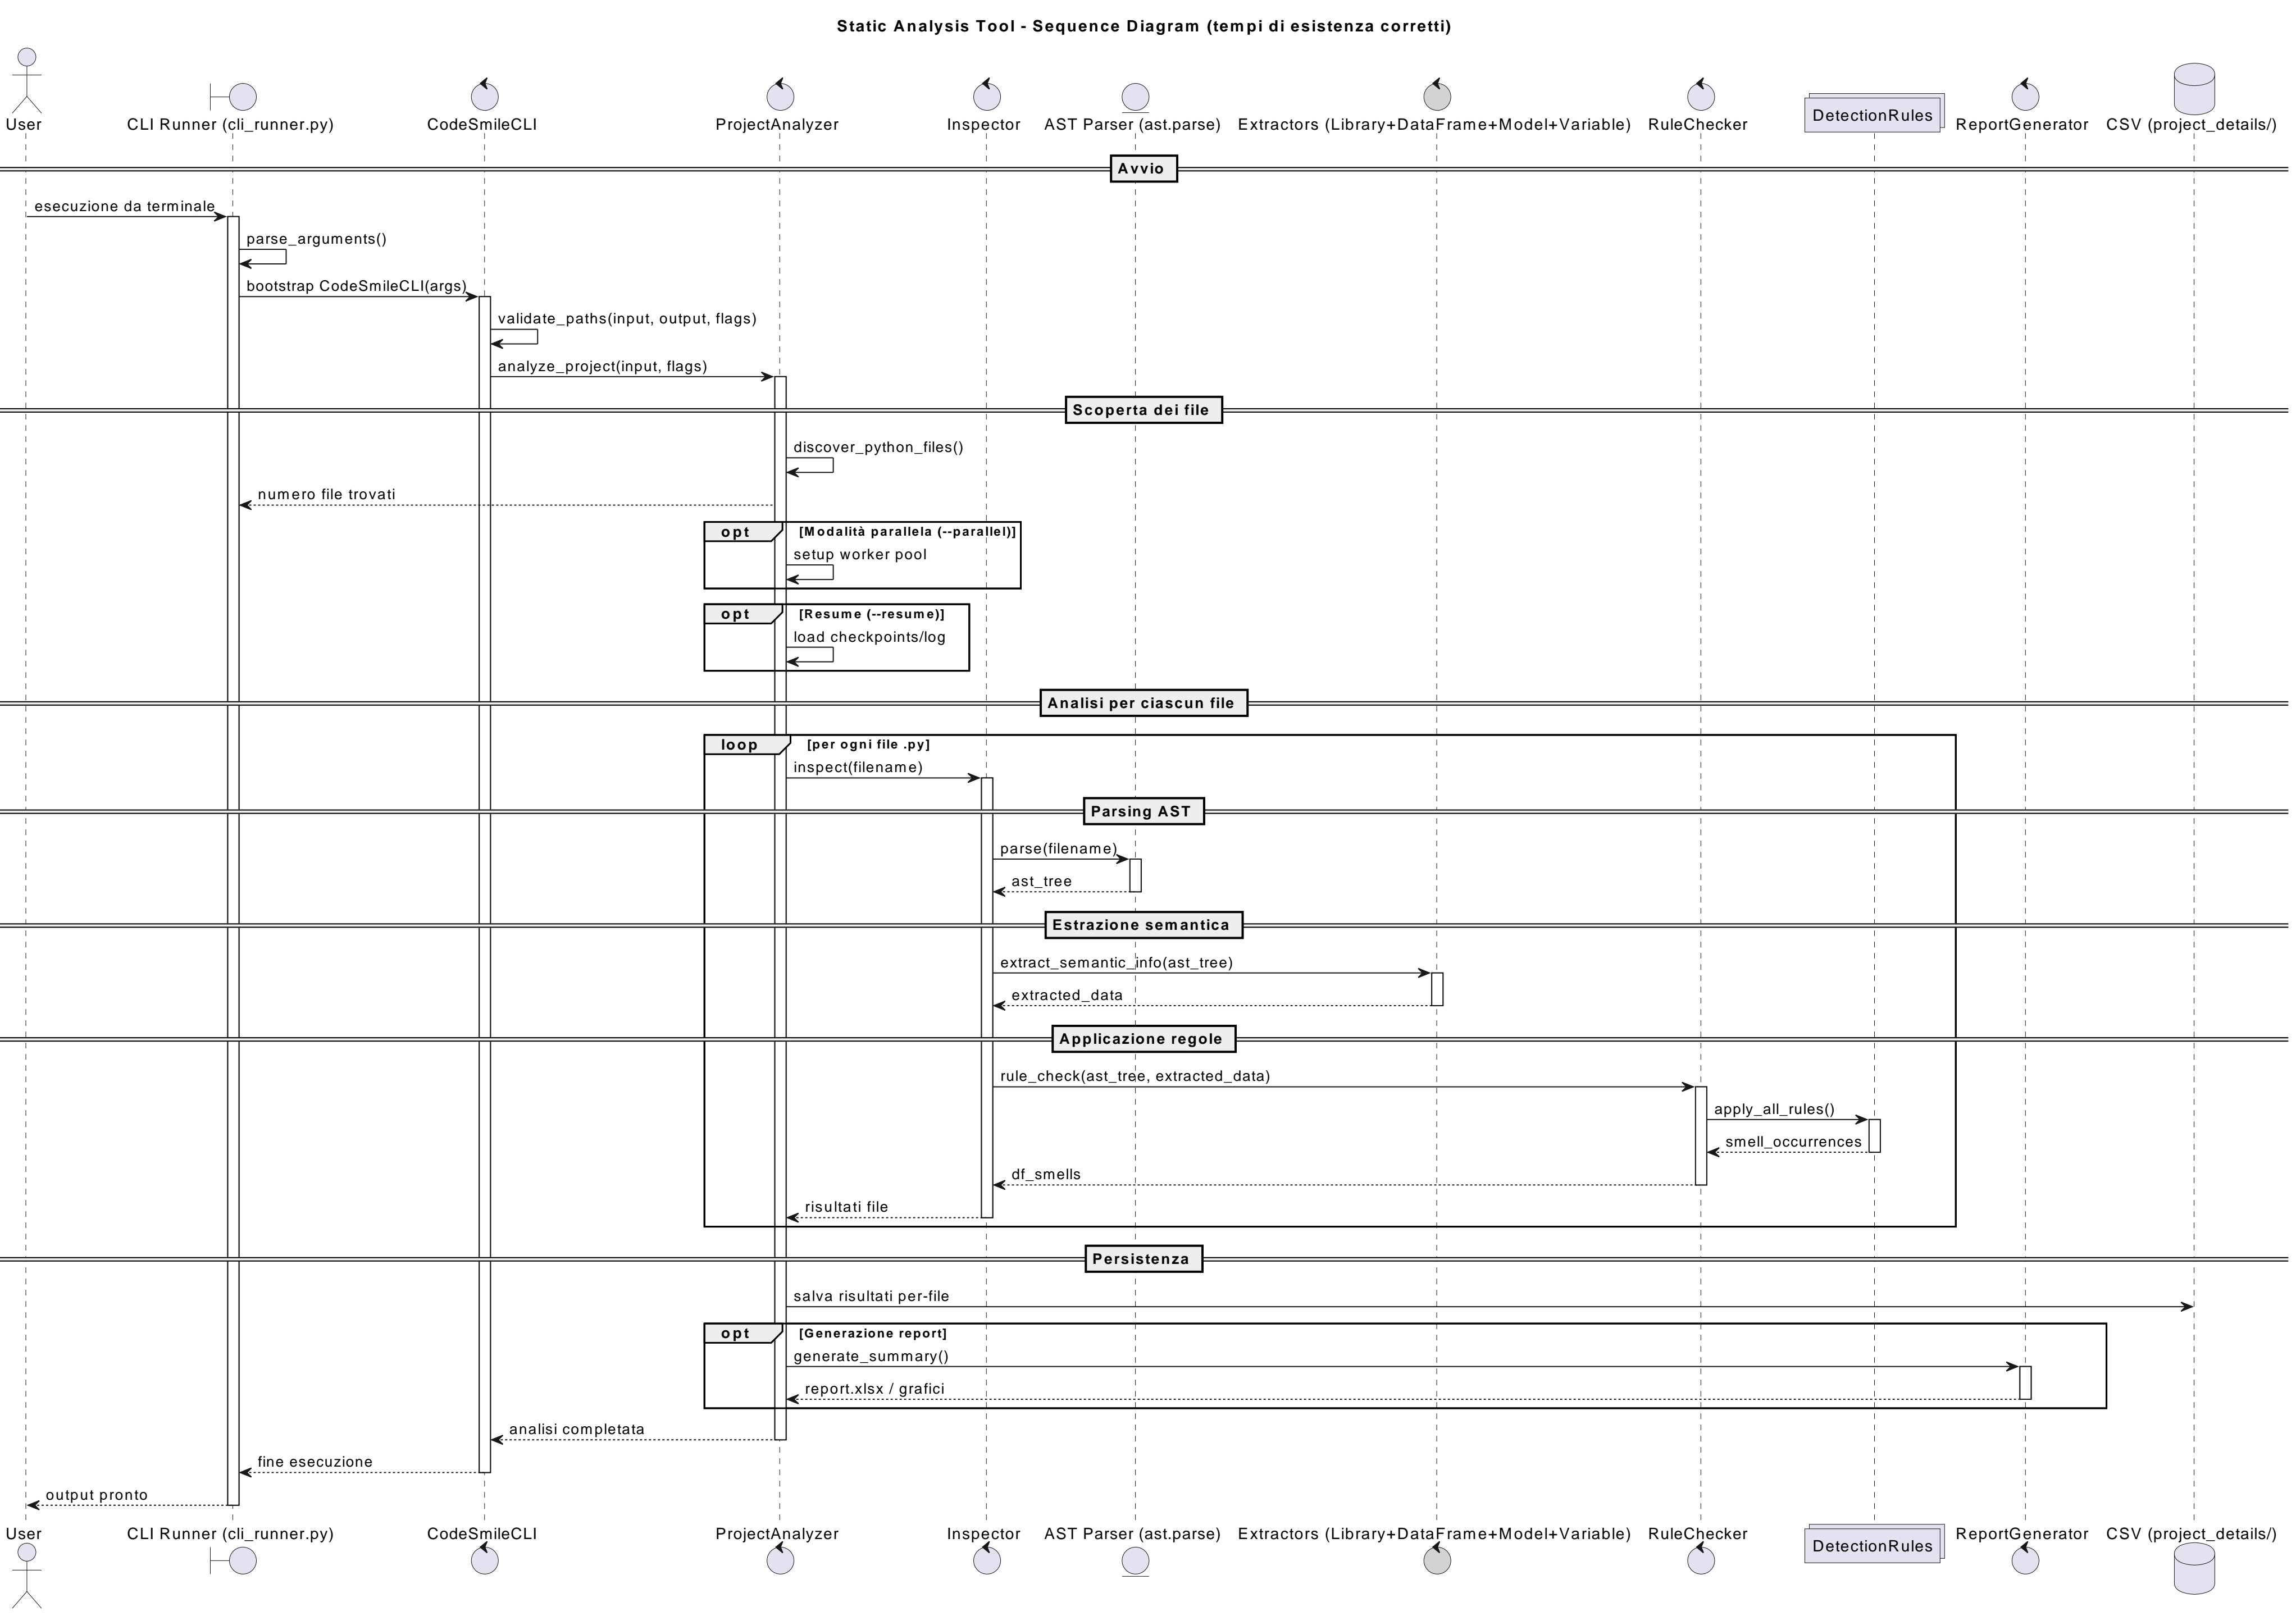 Static Analysis Tool - Sequence Diagram (tempi di esistenza corretti)
User
CLI Runner (cli_runner.py)
CodeSmileCLI
ProjectAnalyzer
Inspector
AST Parser (ast.parse)
Extractors (Library+DataFrame+Model+Variable)
RuleChecker
DetectionRules
ReportGenerator
CSV (project_details/)
Avvio
esecuzione da terminale
parse_arguments()
bootstrap CodeSmileCLI(args)
validate_paths(input, output, flags)
analyze_project(input, flags)
Scoperta dei file
discover_python_files()
numero file trovati
opt [Modalità parallela (--parallel)]
setup worker pool
opt [Resume (--resume)]
load checkpoints/log
Analisi per ciascun file
loop [per ogni file .py]
inspect(filename)
Parsing AST
parse(filename)
ast_tree
Estrazione semantica
extract_semantic_info(ast_tree)
extracted_data
Applicazione regole
rule_check(ast_tree, extracted_data)
apply_all_rules()
smell_occurrences
df_smells
risultati file
Persistenza
salva risultati per-file
opt [Generazione report]
generate_summary()
report.xlsx / grafici
analisi completata
fine esecuzione
output pronto
User
CLI Runner (cli_runner.py)
CodeSmileCLI
ProjectAnalyzer
Inspector
AST Parser (ast.parse)
Extractors (Library+DataFrame+Model+Variable)
RuleChecker
DetectionRules
ReportGenerator
CSV (project_details/)